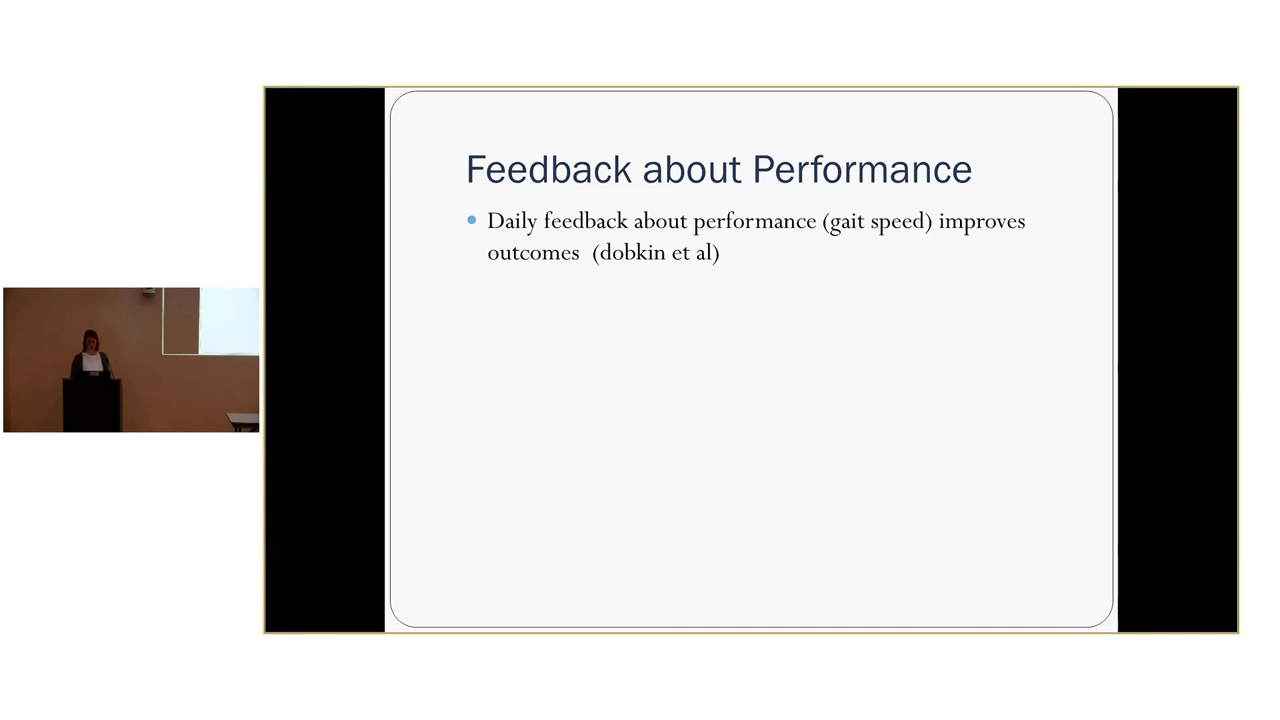 Feedback about Performance
Daily feedback about performance (gait speed) improves
outcomes  (dobkin et al)